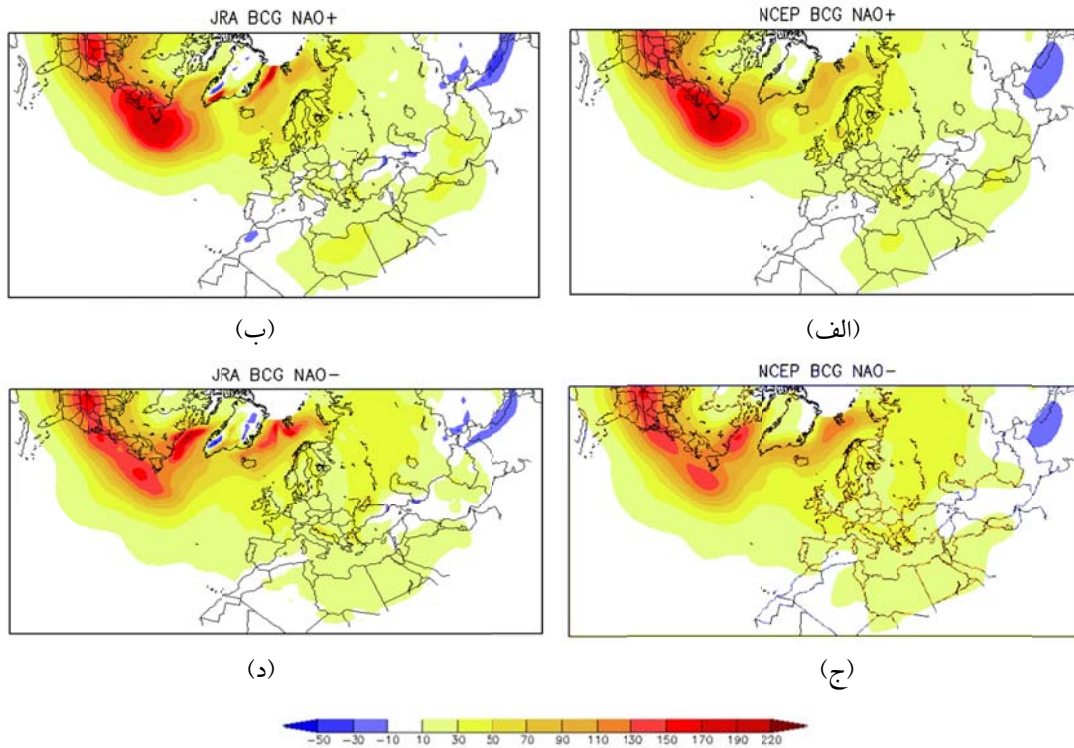 JRA BCG NAO+
NCEP BCG NAO+
(ب)
(الف)
JRA BCG NAO−
NCEP BCG NAO−
(د)
(ج)
−50 −30 −10 10 30 50 70 90 110 130 150 170 190 220